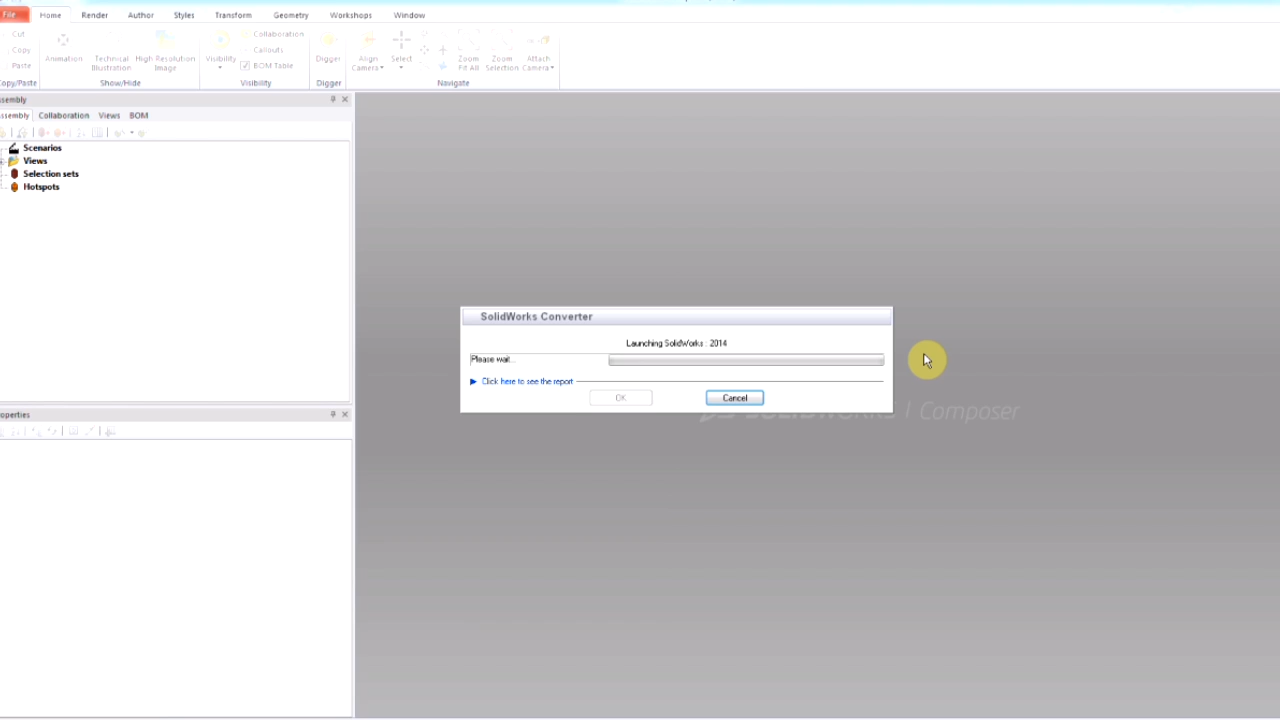 File Home Render Author Styles Transform Geometry Workshops Window
Cut
Copy
Paste
Animation
Technical
Illustration
High Resolution
Image
Visibility
Collaboration
Callouts
BOM Table
Digger
Align
Camera
Select
Zoom
Fit All
Zoom
Selection
Attach
Camera
Copy/Paste Show/Hide Visibility Digger Navigate
ssembly
ssembly Collaboration Views BOM
Scenarios
Views
Selection sets
Hotspots
SolidWorks Converter
Launching SolidWorks : 2014
Please wait...
Click here to see the report
OK Cancel
SOLIDWORKS | Composer
operties